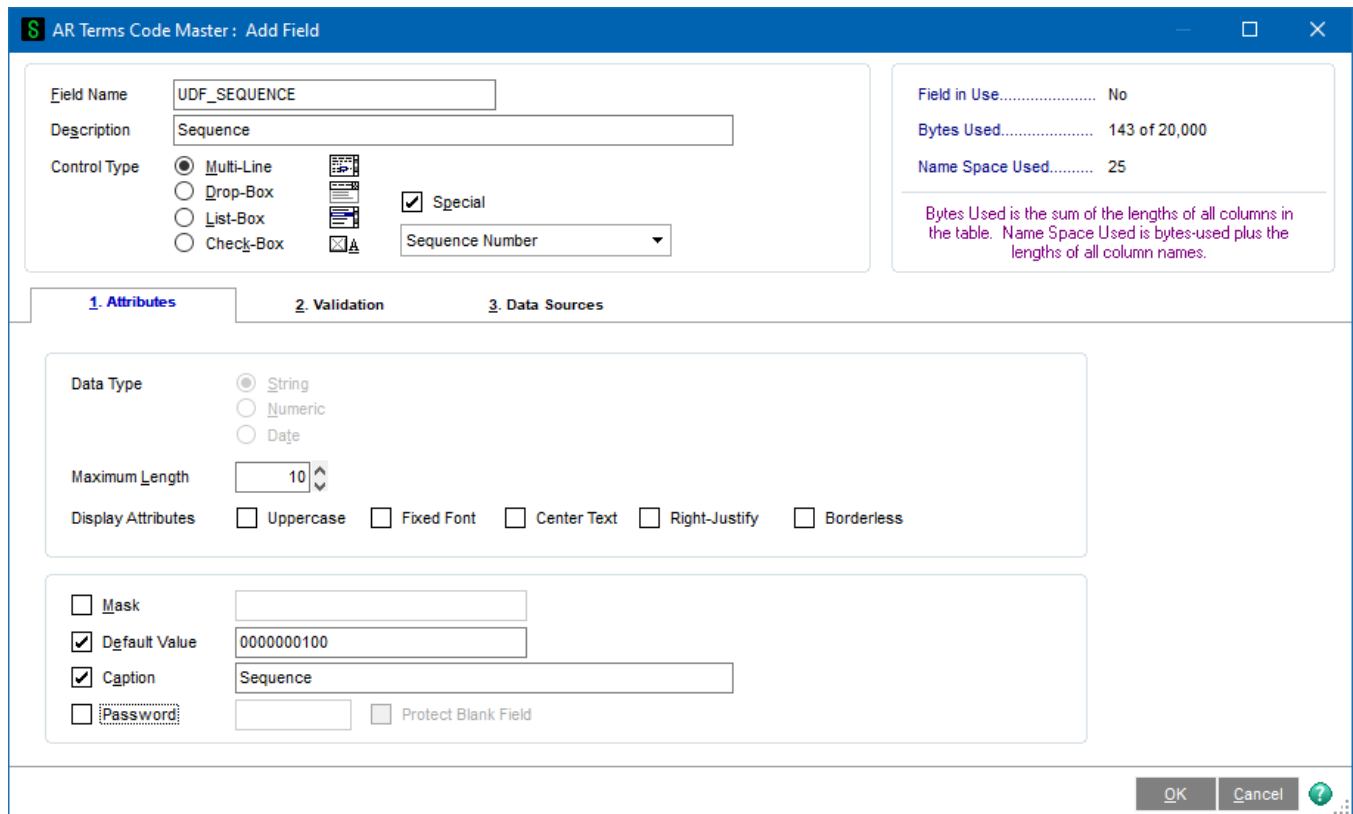 S AR Terms Code Master : Add Field
Field Name UDF_SEQUENCE
Description Sequence
Control Type Multi-Line
Drop-Box
List-Box
Check-Box
A
Special
Sequence Number
Field in Use...................... No
Bytes Used.................... 143 of 20,000
Name Space Used.......... 25
Bytes Used is the sum of the lengths of all columns in
the table. Name Space Used is bytes-used plus the
lengths of all column names.
1. Attributes 2. Validation 3. Data Sources
Data Type String
Numeric
Date
Maximum Length 10
Display Attributes Uppercase Fixed Font Center Text Right-Justify Borderless
Mask
Default Value 0000000100
Caption Sequence
Password Protect Blank Field
OK Cancel ?